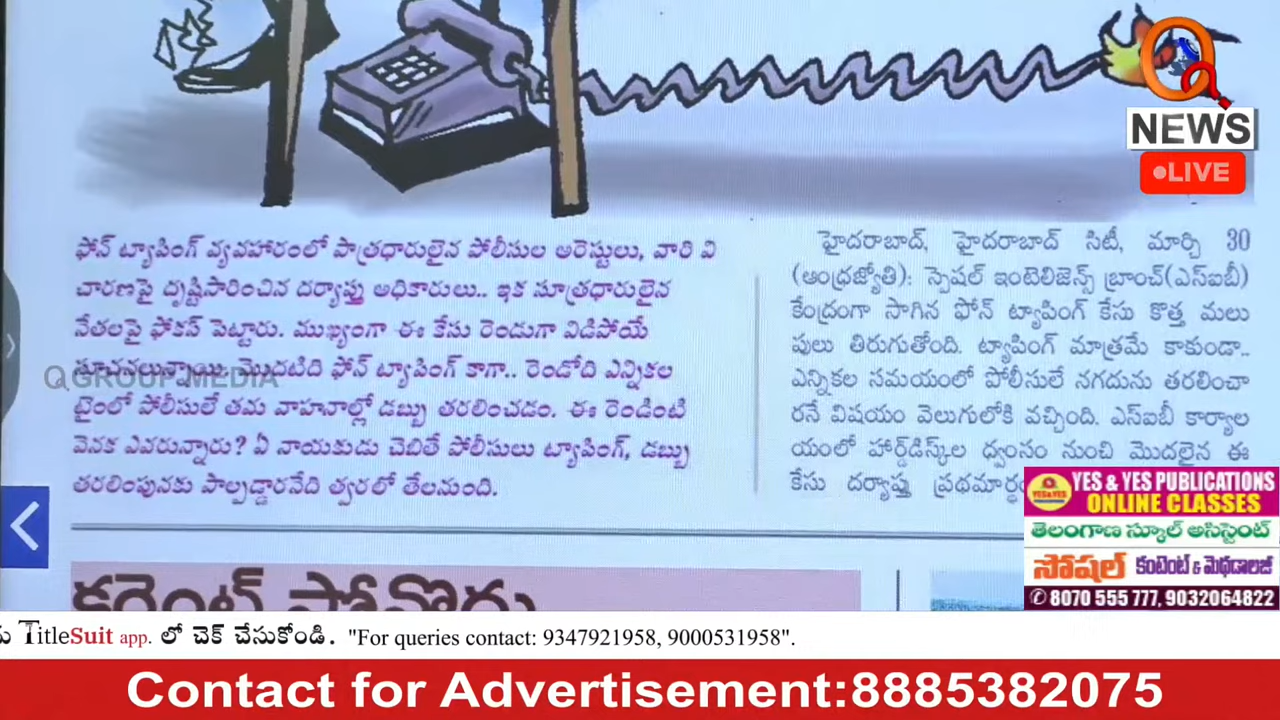 Q
NEWS
LIVE
ఫోన్ ట్యాపింగ్ వ్యవహారంలో పాత్రధారులైన పోలీసుల అరెస్టులు, వారి వి
చారణపై దృష్టిసారించిన దర్యాప్తు అధికారులు.. ఇక సూత్రధారులైన
నేతలపై ఫోకస్ పెట్టారు. ముఖ్యంగా ఈ కేసు రెండుగా విడిపోయే
సూచనలున్నాయి. మొదటిది ఫోన్ ట్యాపింగ్ కాగా.. రెండోది ఎన్నికల
టైంలో పోలీసులే తమ వాహనాల్లో డబ్బు తరలించడం. ఈ రెండింటి
వెనక ఎవరున్నారు? ఏ నాయకుడు చెబితే పోలీసులు ట్యాపింగ్, డబ్బు
తరలింపునకు పాల్పడ్డారనేది త్వరలో తేలనుంది.
Q GROUP MEDIA
హైదరాబాద్, హైదరాబాద్ సిటీ, మార్చి 30
(ఆంధ్రజ్యోతి): స్పెషల్ ఇంటెలిజెన్స్ బ్రాంచ్(ఎస్ఐబీ)
కేంద్రంగా సాగిన ఫోన్ ట్యాపింగ్ కేసు కొత్త మలు
పులు తిరుగుతోంది. ట్యాపింగ్ మాత్రమే కాకుండా..
ఎన్నికల సమయంలో పోలీసులే నగదును తరలించా
రనే విషయం వెలుగులోకి వచ్చింది. ఎస్ఐబీ కార్యాల
యంలో హార్డ్‌డిస్క్‌ల ధ్వంసం నుంచి మొదలైన ఈ
కేసు దర్యాప్తు
YES & YES PUBLICATIONS
ONLINE CLASSES
తెలంగాణ స్కూల్ అసిస్టెంట్
సోషల్ కంటెంట్ & మెథడాలజీ
8070 555 777, 9032064822
TitleSuit app. లో చెక్ చేసుకోండి. "For queries contact: 9347921958, 9000531958".
Contact for Advertisement:8885382075